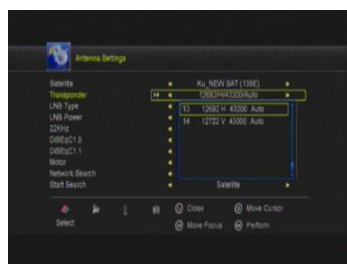 Antenna Settings
Satellite Ku_NEW SAT (138E)
Transponder 12692/H/43200/Auto
LNB Type 13 12692 H 43200 Auto
LNB Power 14 12722 V 43000 Auto
22KHz
DiSEqC1.0
DiSEqC1.1
Motor
Network Search
Start Search Satellite
Close Move Cursor
Select Move Focus Perform